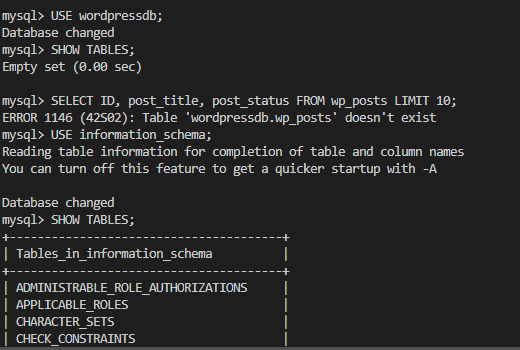 mysql> USE wordpressdb;
Database changed
mysql> SHOW TABLES;
Empty set (0.00 sec)
mysql> SELECT ID, post_title, post_status FROM wp_posts LIMIT 10;
ERROR 1146 (42S02): Table 'wordpressdb.wp_posts' doesn't exist
mysql> USE information_schema;
Reading table information for completion of table and column names
You can turn off this feature to get a quicker startup with -A
Database changed
mysql> SHOW TABLES;
+---------------------------------------+
| Tables_in_information_schema          |
+---------------------------------------+
| ADMINISTRABLE_ROLE_AUTHORIZATIONS     |
| APPLICABLE_ROLES                      |
| CHARACTER_SETS                        |
| CHECK_CONSTRAINTS                     |